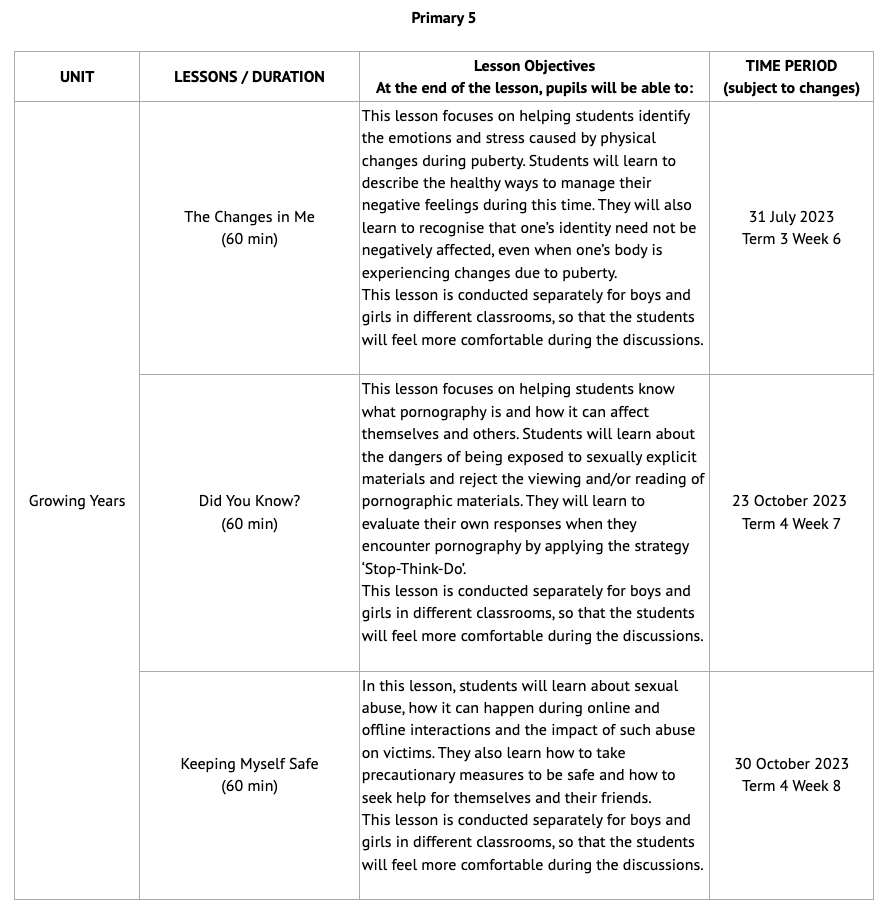 Primary 5
UNIT
LESSONS / DURATION
Lesson Objectives
At the end of the lesson, pupils will be able to:
TIME PERIOD
(subject to changes)
Growing Years
The Changes in Me
(60 min)
This lesson focuses on helping students identify
the emotions and stress caused by physical
changes during puberty. Students will learn to
describe the healthy ways to manage their
negative feelings during this time. They will also
learn to recognise that one’s identity need not be
negatively affected, even when one’s body is
experiencing changes due to puberty.
This lesson is conducted separately for boys and
girls in different classrooms, so that the students
will feel more comfortable during the discussions.
31 July 2023
Term 3 Week 6
Did You Know?
(60 min)
This lesson focuses on helping students know
what pornography is and how it can affect
themselves and others. Students will learn about
the dangers of being exposed to sexually explicit
materials and reject the viewing and/or reading of
pornographic materials. They will learn to
evaluate their own responses when they
encounter pornography by applying the strategy
‘Stop-Think-Do’.
This lesson is conducted separately for boys and
girls in different classrooms, so that the students
will feel more comfortable during the discussions.
23 October 2023
Term 4 Week 7
Keeping Myself Safe
(60 min)
In this lesson, students will learn about sexual
abuse, how it can happen during online and
offline interactions and the impact of such abuse
on victims. They also learn how to take
precautionary measures to be safe and how to
seek help for themselves and their friends.
This lesson is conducted separately for boys and
girls in different classrooms, so that the students
will feel more comfortable during the discussions.
30 October 2023
Term 4 Week 8